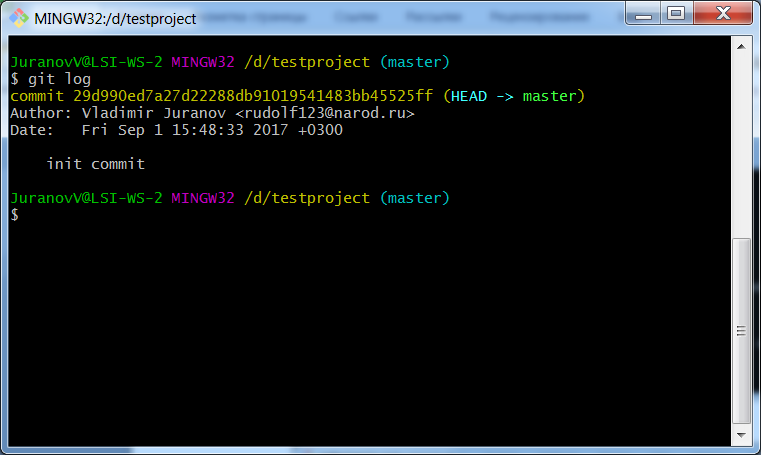 MINGW32:/d/testproject
JuranovV@LSI-WS-2 MINGW32 /d/testproject (master)
$ git log
commit 29d990ed7a27d22288db91019541483bb45525ff (HEAD -> master)
Author: Vladimir Juranov <rudolf123@narod.ru>
Date:   Fri Sep 1 15:48:33 2017 +0300
    init commit
JuranovV@LSI-WS-2 MINGW32 /d/testproject (master)
$